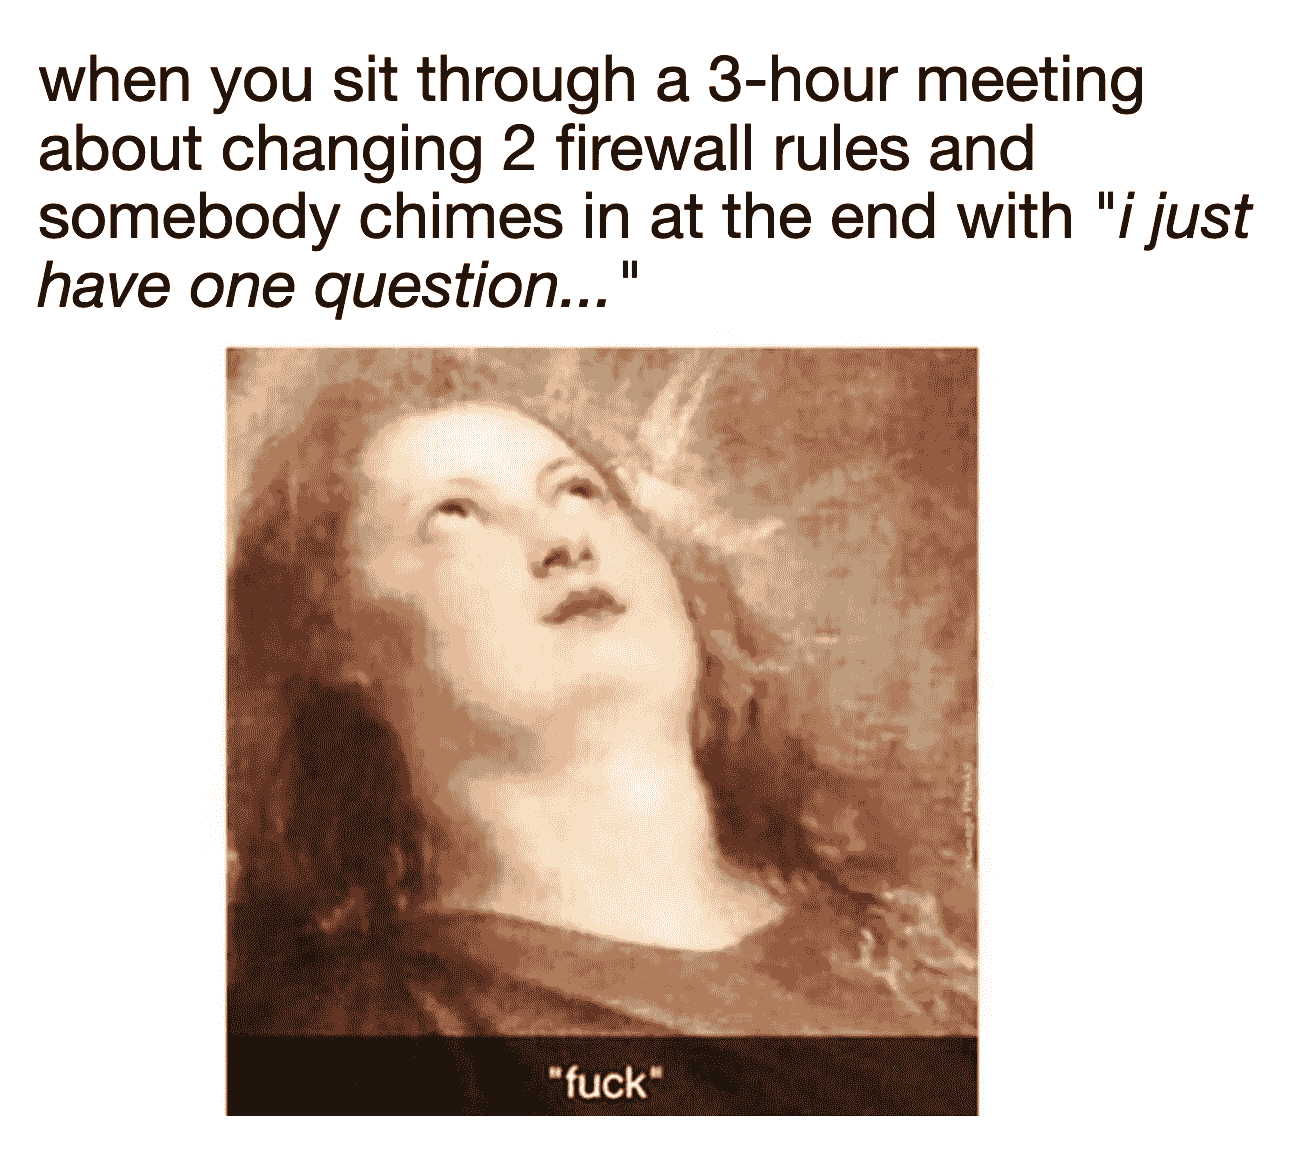 when you sit through a 3-hour meeting
about changing 2 firewall rules and
somebody chimes in at the end with "i just
have one question..."
"fuck"